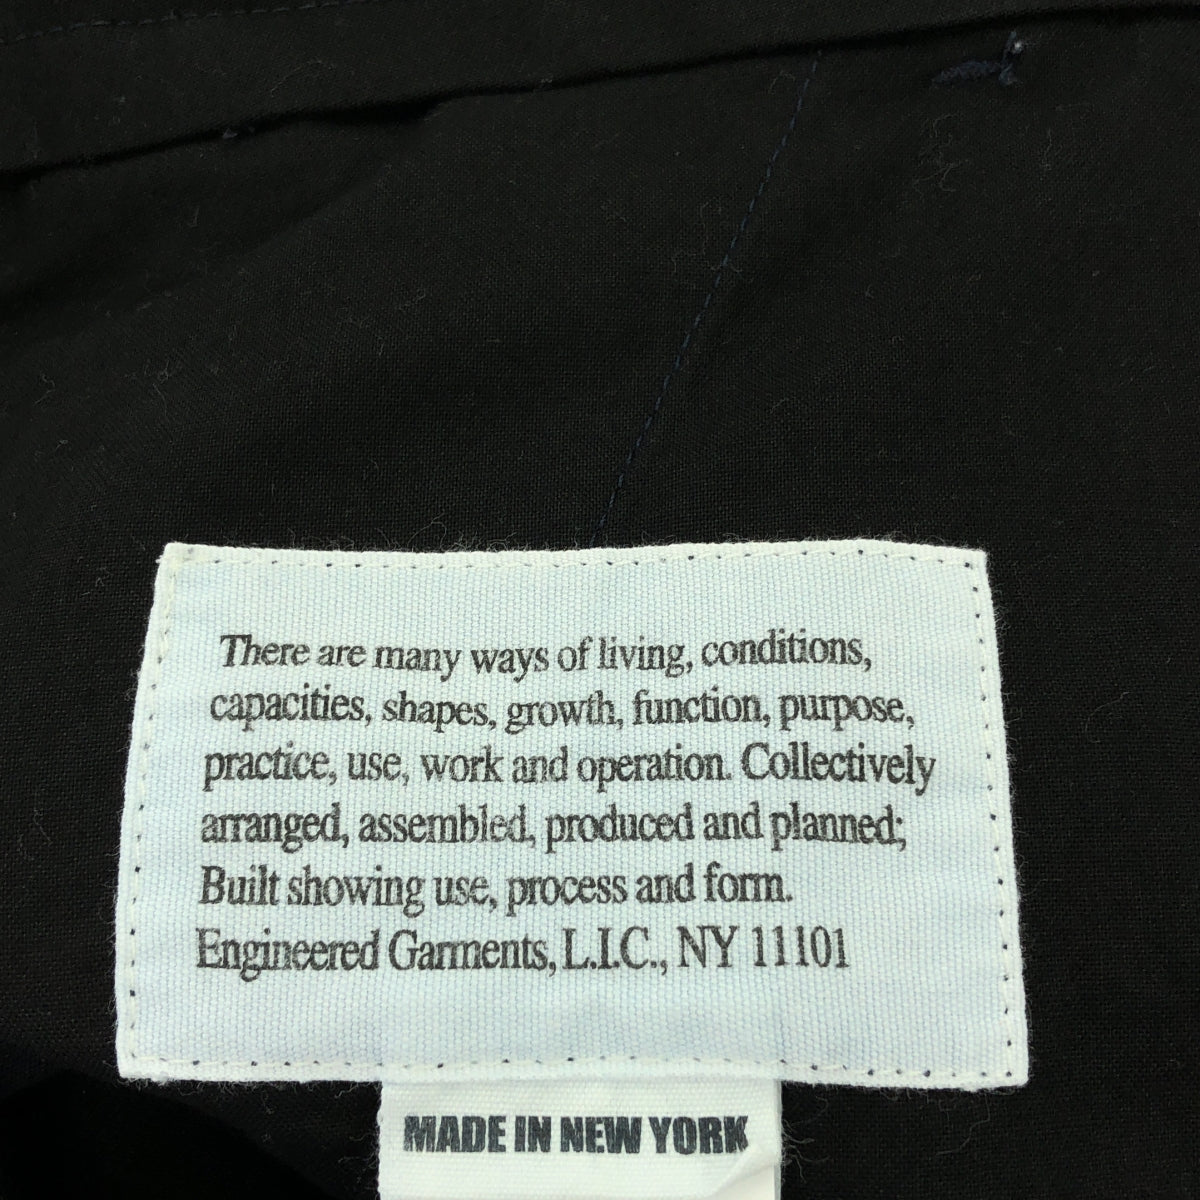 There are many ways of living, conditions,
capacities, shapes, growth, function, purpose,
practice, use, work and operation. Collectively
arranged, assembled, produced and planned;
Built showing use, process and form.
Engineered Garments, L.I.C., NY 11101
MADE IN NEW YORK